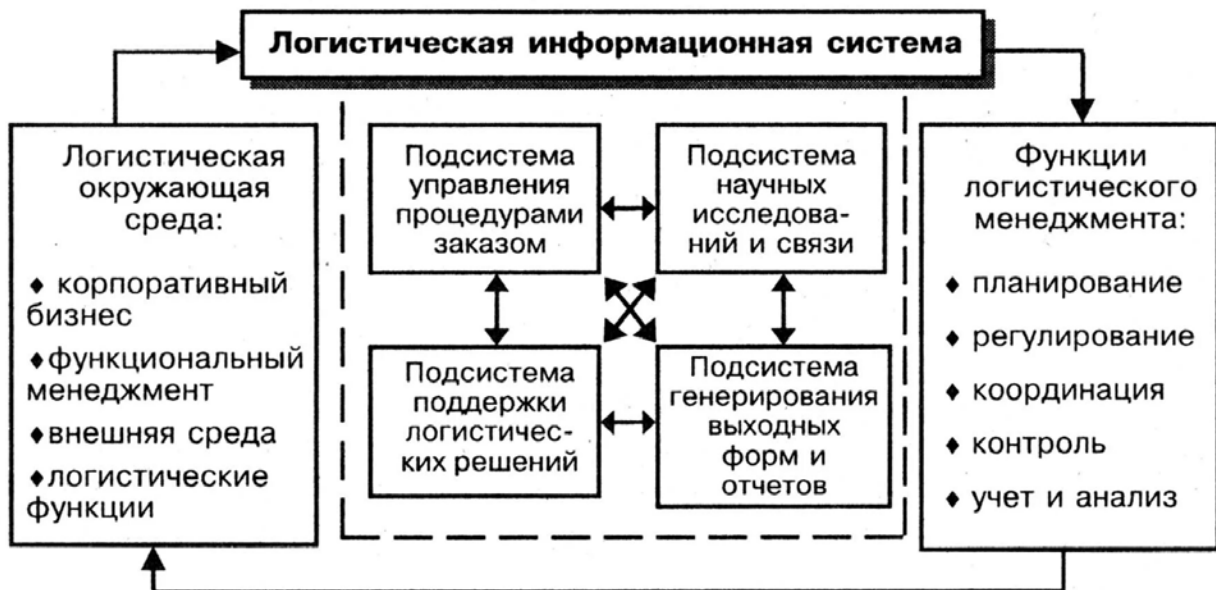 Логистическая информационная система
Логистическая
окружающая
среда:
♦ корпоративный
бизнес
♦функциональный
менеджмент
♦внешняя среда
♦логистические
функции
Подсистема
управления
процедурами
заказом
Подсистема
научных
исследова-
ний и связи
Подсистема
поддержки
логистичес-
ких решений
Подсистема
генерирования
выходных
форм и
отчетов
Функции
логистического
менеджмента:
♦ планирование
♦ регулирование
♦ координация
♦ контроль
♦ учет и анализ